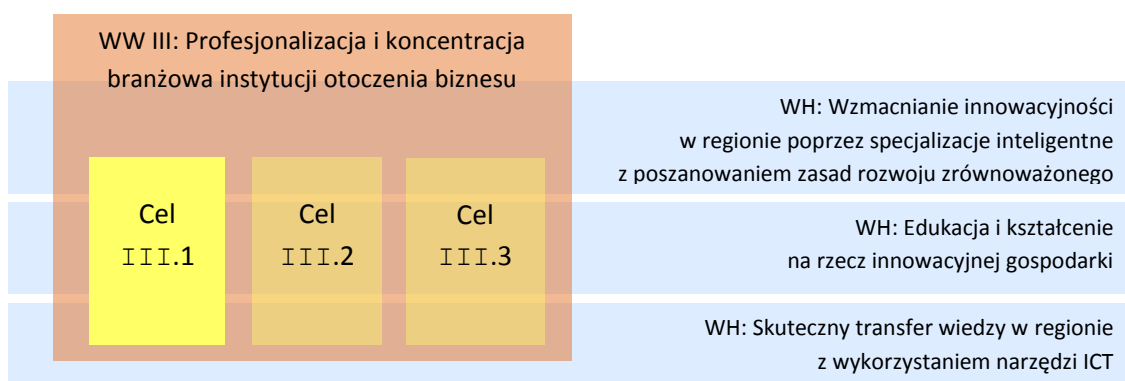 WW III: Profesjonalizacja i koncentracja
branżowa instytucji otoczenia biznesu
WH: Wzmacnianie innowacyjności
w regionie poprzez specjalizacje inteligentne
z poszanowaniem zasad rozwoju zrównoważonego
Cel
III.1
Cel
III.2
Cel
III.3
WH: Edukacja i kształcenie
na rzecz innowacyjnej gospodarki
WH: Skuteczny transfer wiedzy w regionie
z wykorzystaniem narzędzi ICT